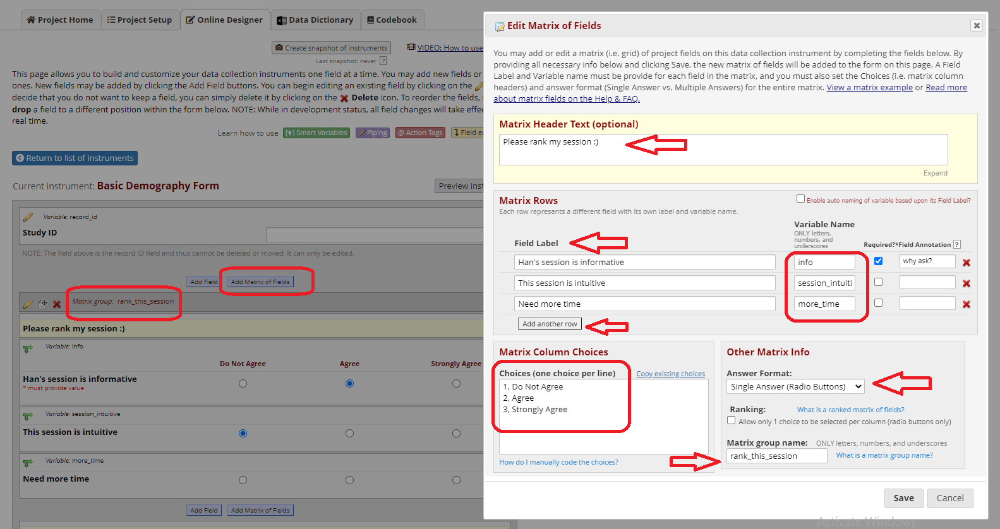 Project Home
Project Setup
Online Designer
Data Dictionary
Codebook
Create snapshot of instruments
VIDEO: How to use
Last snapshot: never ?
This page allows you to build and customize your data collection instruments one field at a time. You may add new fields or
ones. New fields may be added by clicking the Add Field buttons. You can begin editing an existing field by clicking on the
decide that you do not want to keep a field, you can simply delete it by clicking on the Delete icon. To reorder the fields,
drop a field to a different position within the form below. NOTE: While in development status, all field changes will take
real time.
Learn how to use
Smart Variables
Piping
@ Action Tags
Field
Return to list of instruments
Current instrument: Basic Demography Form
Preview
Variable: record_id
Study ID
NOTE: The field above is the record ID field and thus cannot be deleted or moved. It can only be edited.
Add Field
Add Matrix of Fields
Matrix group: rank_this_session
Please rank my session :)
Variable: info
Do Not Agree
Agree
Strongly Agree
Han's session is informative
* must provide value
Variable: session_intuitive
This session is intuitive
Variable: more_time
Need more time
Add Field
Add Matrix of Fields
Edit Matrix of Fields
You may add or edit a matrix (i.e. grid) of project fields on this data collection instrument by completing the fields below. By
providing all necessary info below and clicking Save, the new matrix of fields will be added to the form on this page. A Field
Label and Variable name must be provide for each field in the matrix, and you must also set the Choices (i.e. matrix column
headers) and answer format (Single Answer vs. Multiple Answers) for the entire matrix. View a matrix example or Read more
about matrix fields on the Help & FAQ.
Matrix Header Text (optional)
Please rank my session :)
Expand
Matrix Rows
Enable auto naming of variable based upon its Field Label?
Each row represents a different field with its own label and variable name.
Variable Name
ONLY letters,
numbers, and
underscores
Field Label
Required?*
Field Annotation ?
Han's session is informative
info
why ask?
This session is intuitive
session_intuiti
Need more time
more_time
Add another row
Matrix Column Choices
Choices (one choice per line)
Copy existing choices
1, Do Not Agree
2, Agree
3, Strongly Agree
How do I manually code the choices?
Other Matrix Info
Answer Format:
Single Answer (Radio Buttons)
Ranking:
What is a ranked matrix of fields?
Allow only 1 choice to be selected per column (radio buttons only)
Matrix group name:
ONLY letters, numbers, and underscores
rank_this_session
What is a matrix group name?
Save
Cancel
Activate Windows